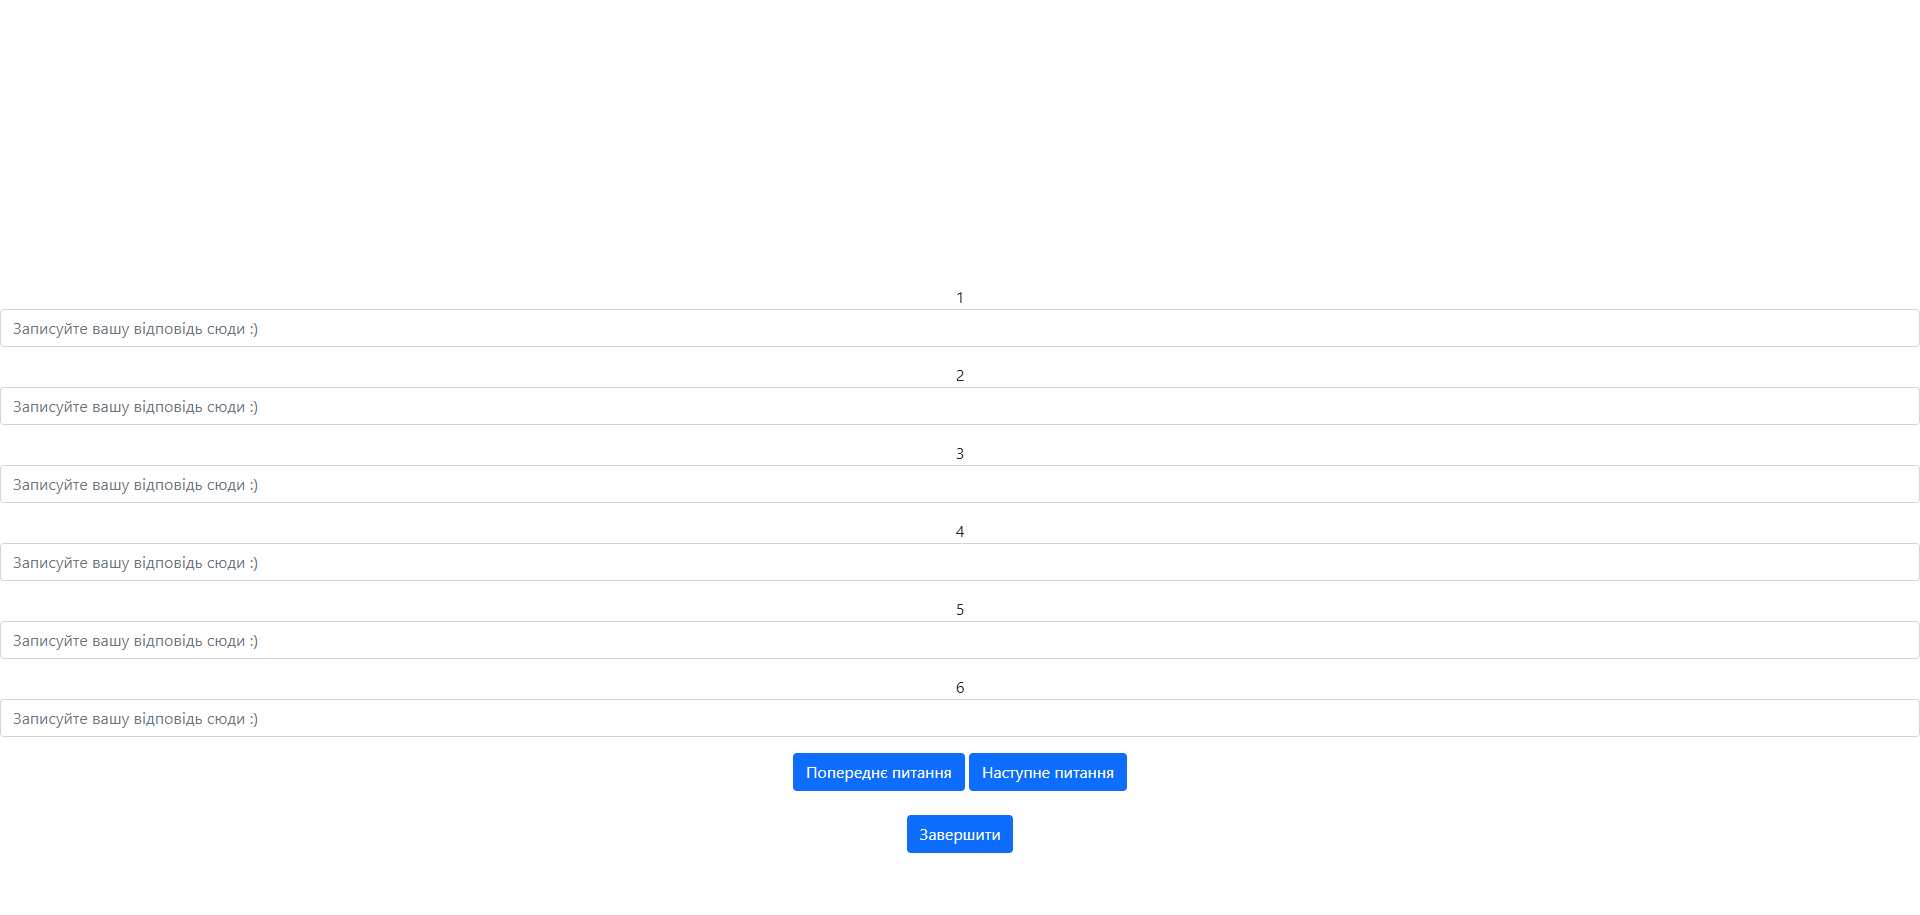 1
Записуйте вашу відповідь сюди :)
2
Записуйте вашу відповідь сюди :)
3
Записуйте вашу відповідь сюди :)
4
Записуйте вашу відповідь сюди :)
5
Записуйте вашу відповідь сюди :)
6
Записуйте вашу відповідь сюди :)
Попереднє питання Наступне питання
Завершити